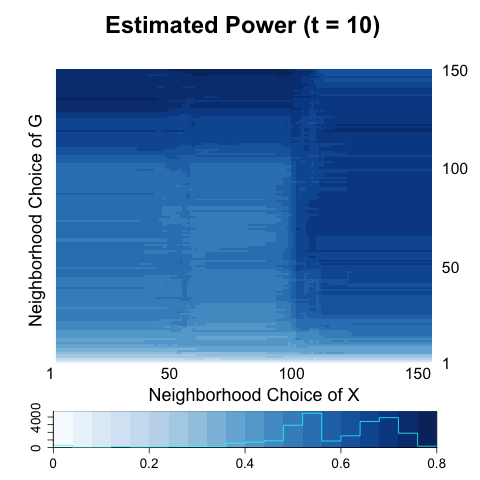 Estimated Power (t = 10)
Neighborhood Choice of G
150
100
50
1
1 50 100 150
Neighborhood Choice of X
0 4000
0 0.2 0.4 0.6 0.8